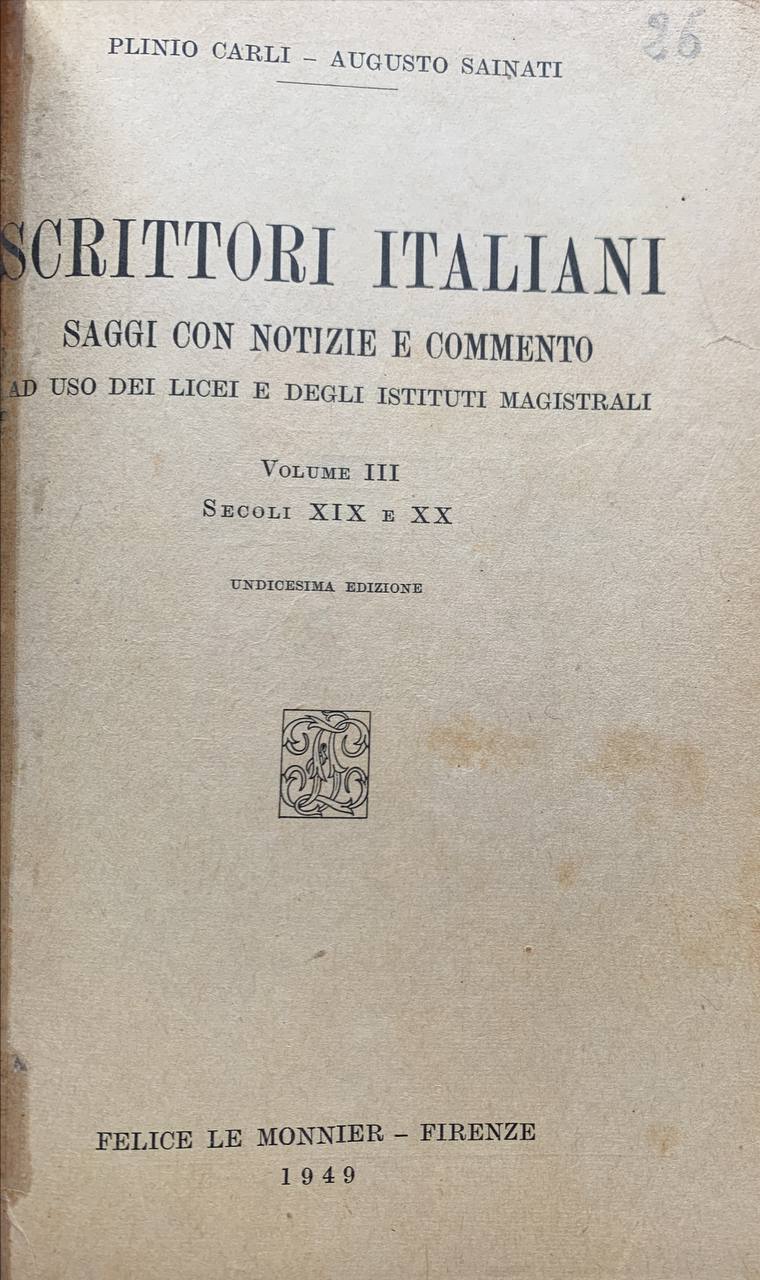 26
PLINIO CARLI – AUGUSTO SAINATI
SCRITTORI ITALIANI
SAGGI CON NOTIZIE E COMMENTO
AD USO DEI LICEI E DEGLI ISTITUTI MAGISTRALI
VOLUME III
SECOLI XIX E XX
UNDICESIMA EDIZIONE
FELICE LE MONNIER – FIRENZE
1949